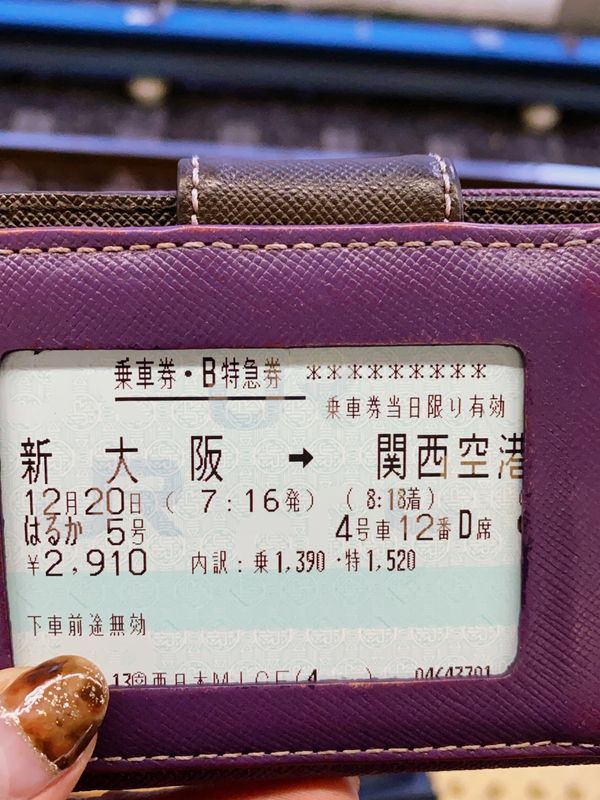 乗車券・B特急券 *********
乗車券当日限り有効
新大阪 → 関西空港
12月20日 ( 7:16発) (8:18着)
はるか 5号 4号車12番D席
¥2,910 内訳：乗1,390・特1,520
下車前途無効
西日本